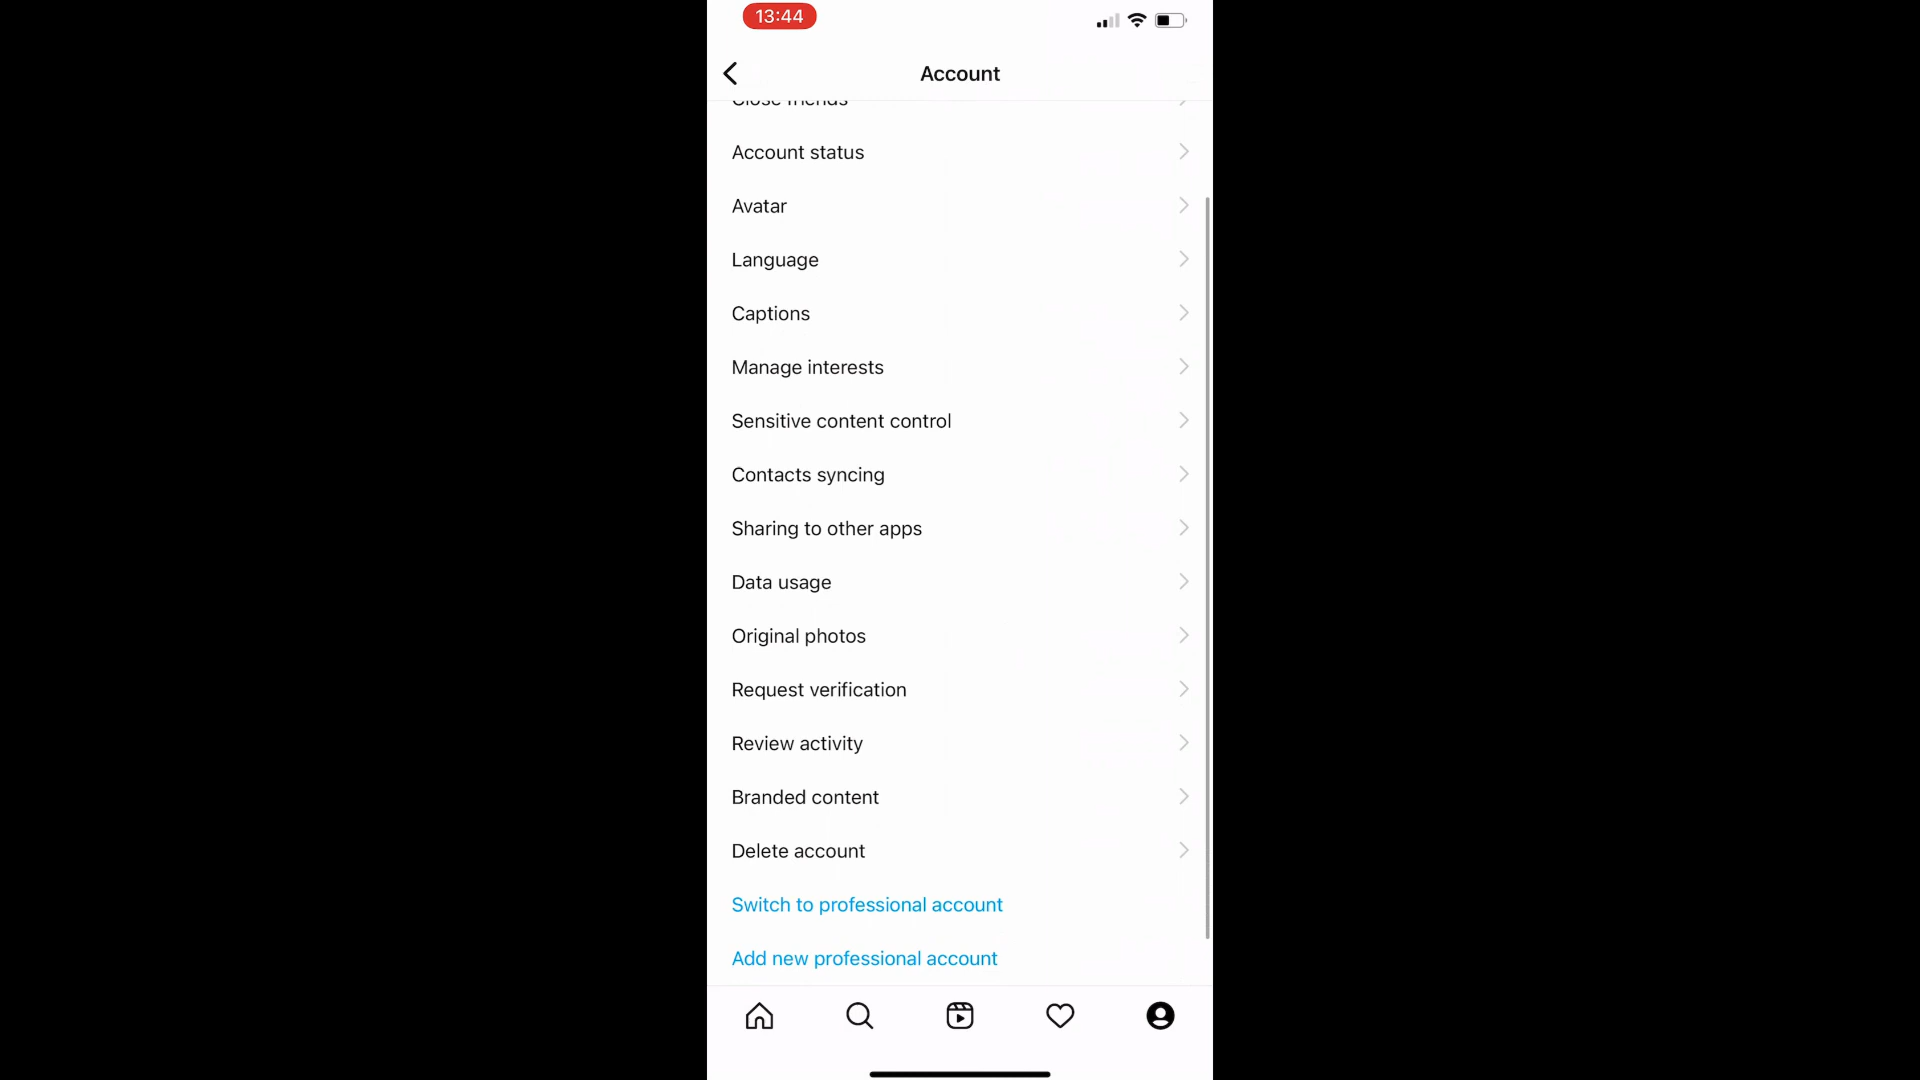 13:44
Account
Close friends
Account status
Avatar
Language
Captions
Manage interests
Sensitive content control
Contacts syncing
Sharing to other apps
Data usage
Original photos
Request verification
Review activity
Branded content
Delete account
Switch to professional account
Add new professional account